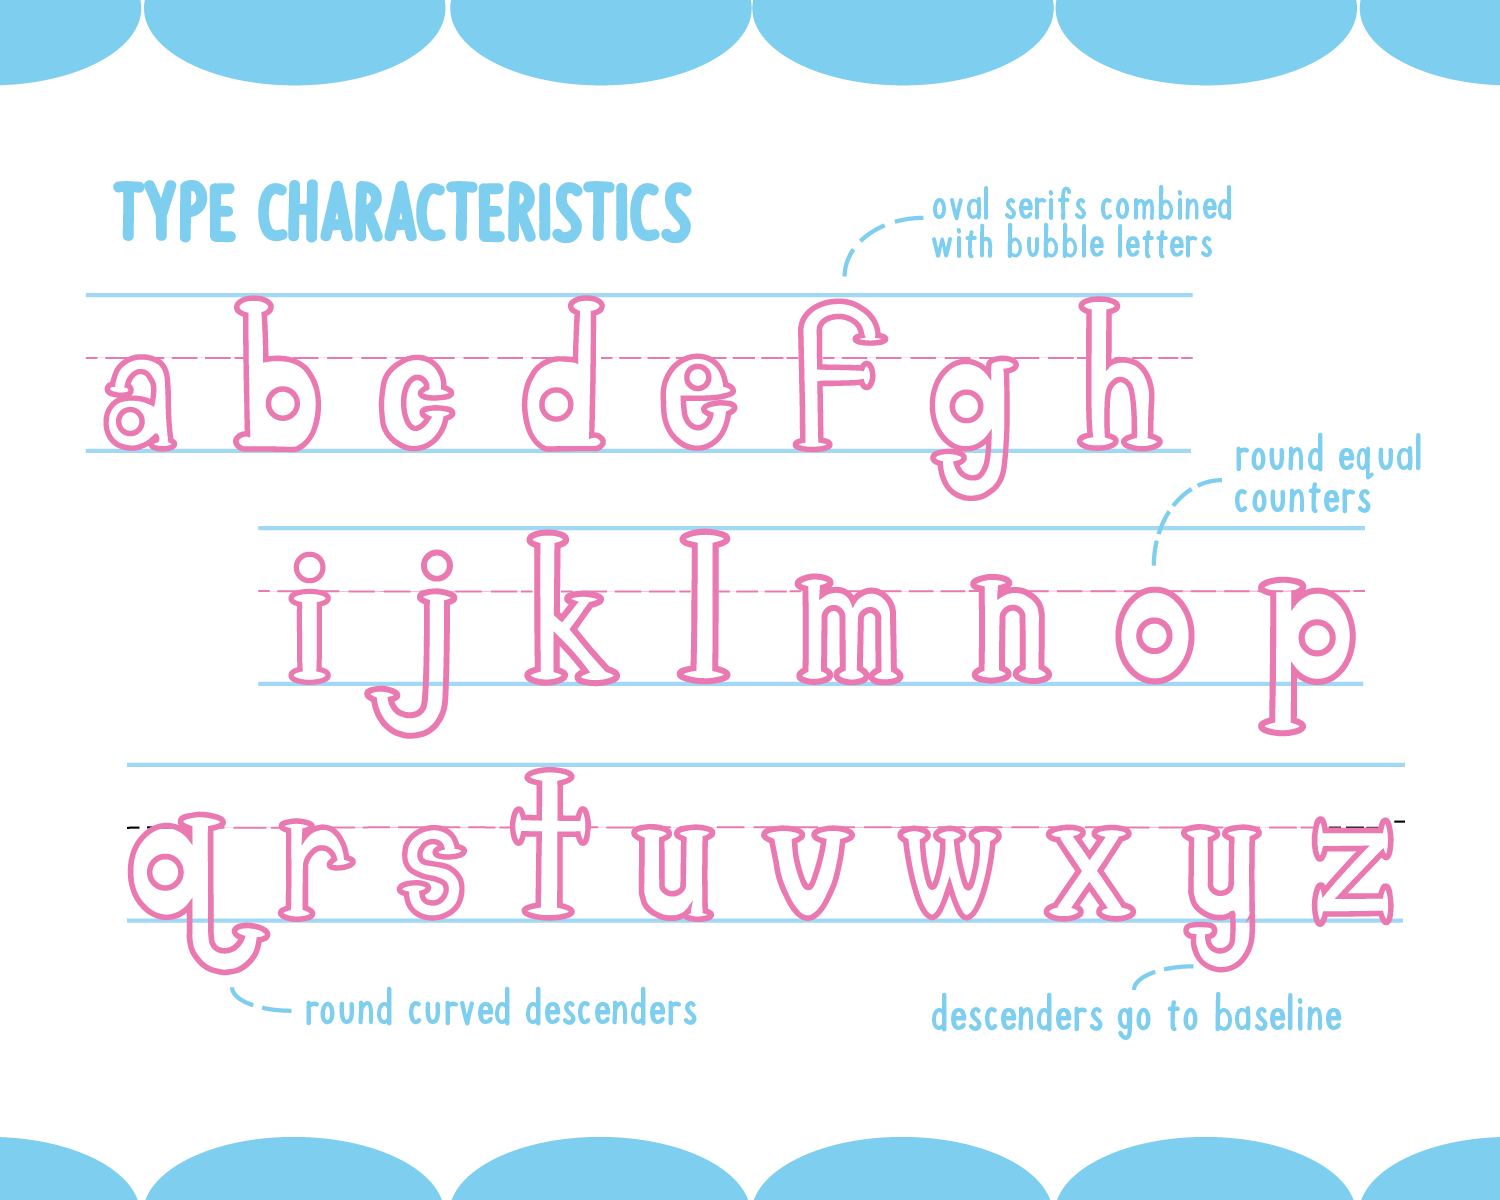 TYPE CHARACTERISTICS
oval serifs combined
with bubble letters
a b c d e f g h
round equal
counters
i j k l m n o p
q r s t u v w x y z
round curved descenders
descenders go to baseline